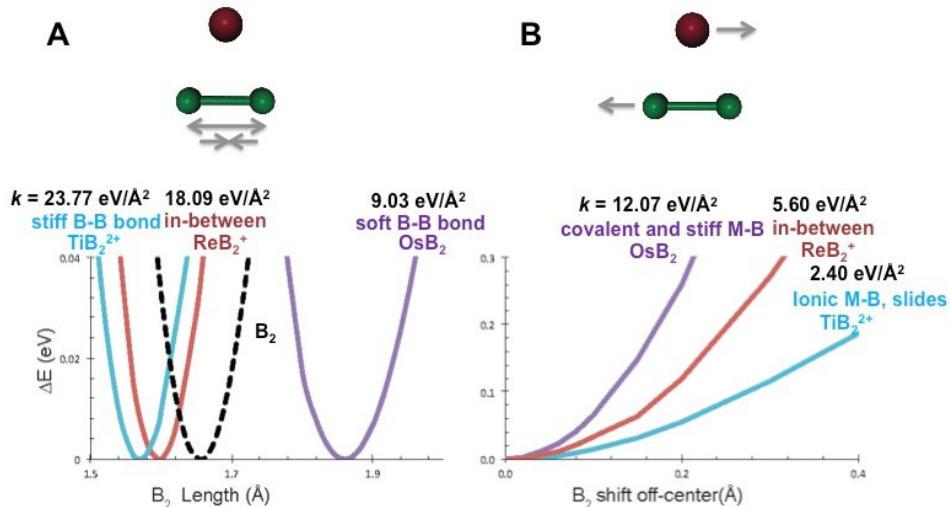 A
B
k = 23.77 eV/Å²
18.09 eV/Å²
9.03 eV/Å²
stiff B-B bond
in-between
soft B-B bond
TiB₂²⁺
ReB₂⁺
OsB₂
0.04
0.02
0.0
ΔE (eV)
B₂
1.5
1.7
1.9
B₂ Length (Å)
k = 12.07 eV/Å²
5.60 eV/Å²
covalent and stiff M-B
in-between
OsB₂
ReB₂⁺
2.40 eV/Å²
Ionic M-B, slides
TiB₂²⁺
0.3
0.2
0.1
0.0
0.0
0.2
0.4
B₂ shift off-center(Å)